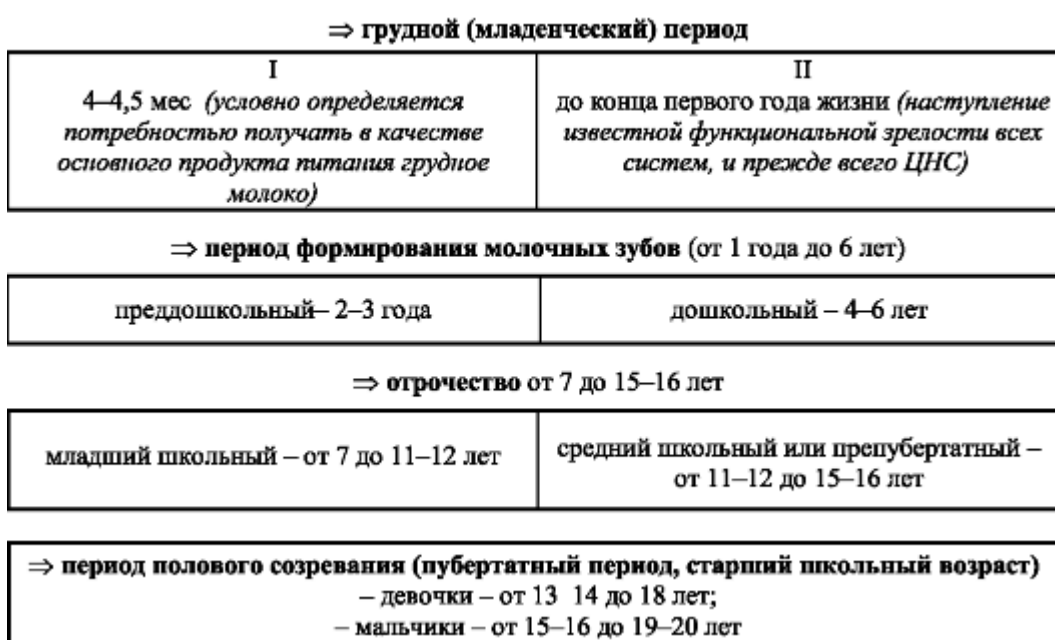 ⇒ грудной (младенческий) период
I
4–4,5 мес (условно определяется
потребностью получать в качестве
основного продукта питания грудное
молоко)
II
до конца первого года жизни (наступление
известной функциональной зрелости всех
систем, и прежде всего ЦНС)
⇒ период формирования молочных зубов (от 1 года до 6 лет)
преддошкольный– 2–3 года
дошкольный – 4–6 лет
⇒ отрочество от 7 до 15–16 лет
младший школьный – от 7 до 11–12 лет
средний школьный или препубертатный –
от 11–12 до 15–16 лет
⇒ период полового созревания (пубертатный период, старший школьный возраст)
– девочки – от 13 14 до 18 лет;
– мальчики – от 15–16 до 19–20 лет